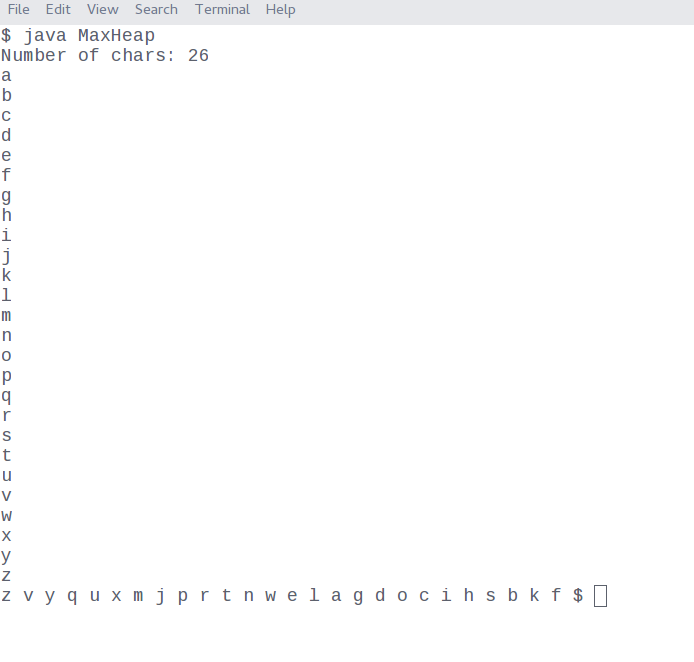 File Edit View Search Terminal Help
$ java MaxHeap
Number of chars: 26
a
b
c
d
e
f
g
h
i
j
k
l
m
n
o
p
q
r
s
t
u
v
w
x
y
z
z v y q u x m j p r t n w e l a g d o c i h s b k f $